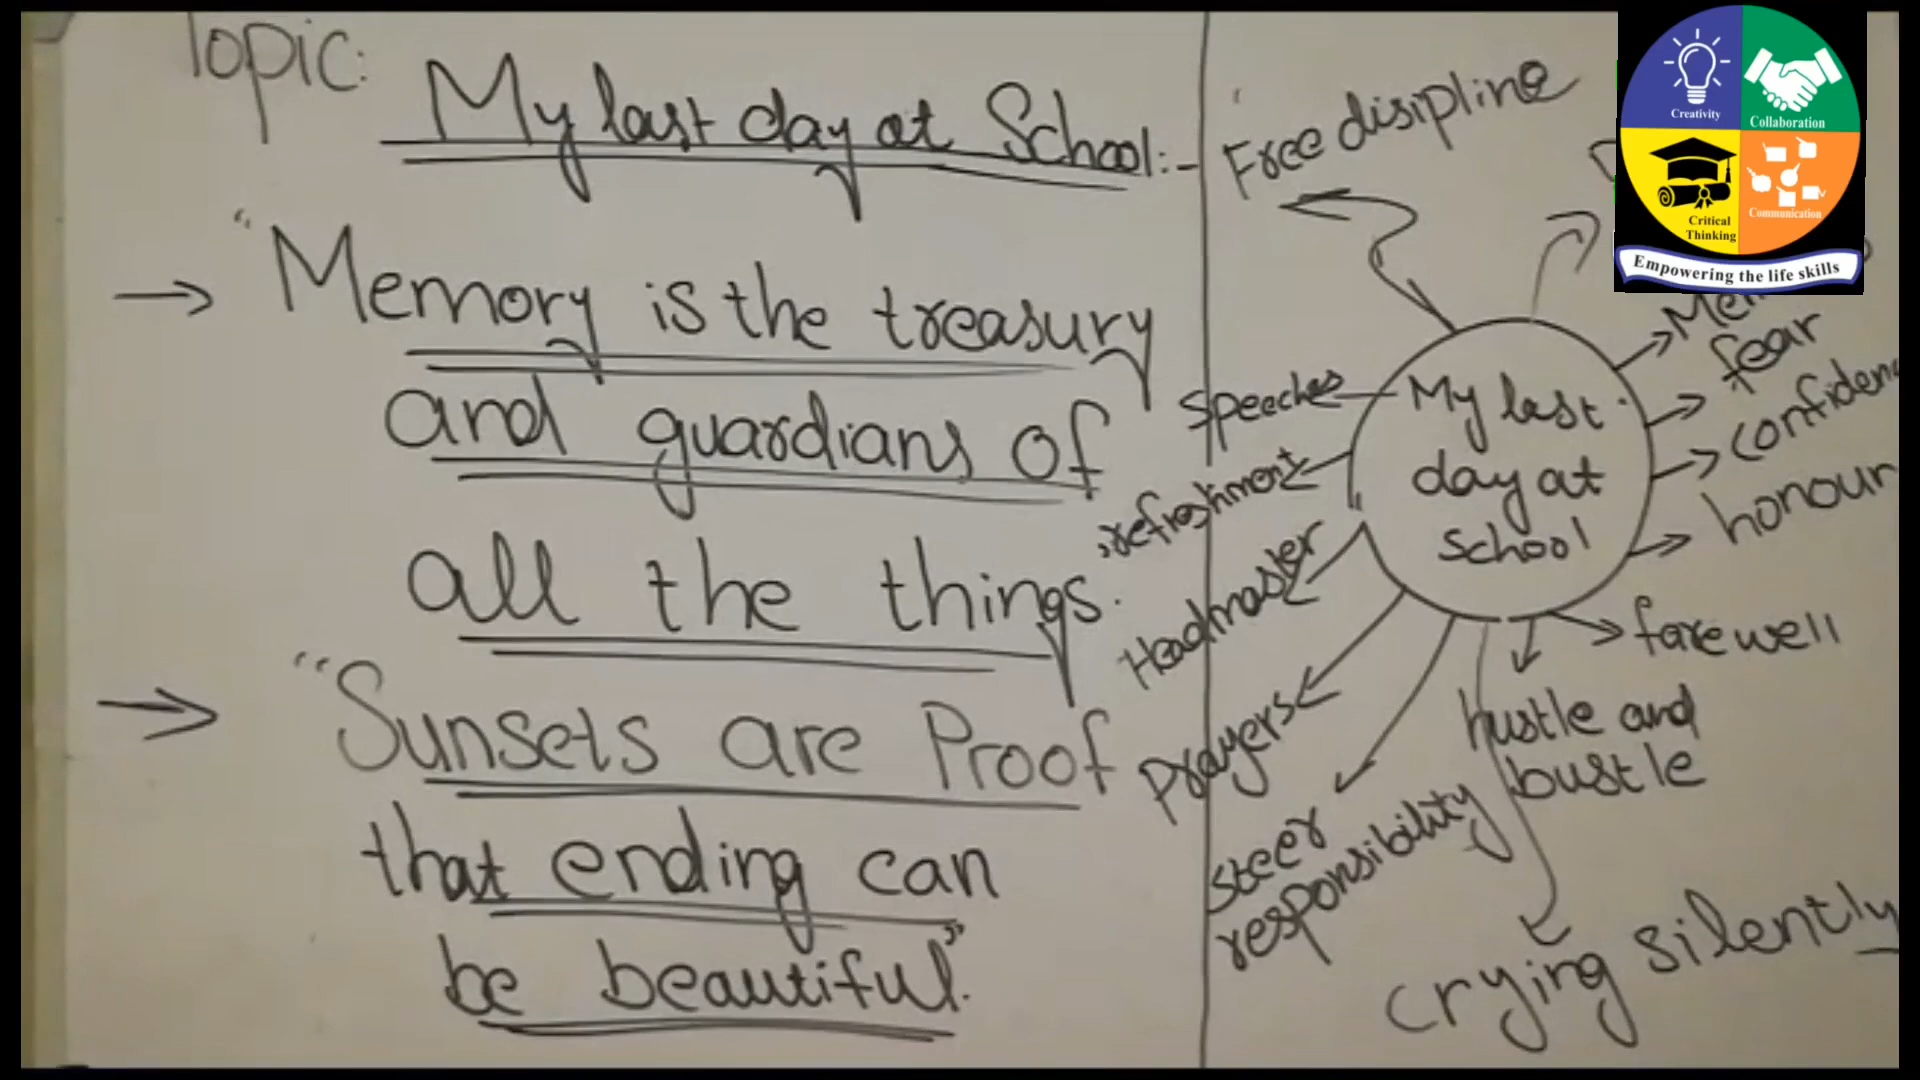 Topic:
My last day at School:-
→ "Memory is the treasury
and guardians of
all the things.
→ "Sunsets are Proof
that ending can
be beautiful."
Free disipline
fear
confiden
honour
farewell
hustle and
bustle
crying silently
steer
responsibility
Prayers
Headmaster
refreshment
Speeches
My last
day at
School
Creativity
Collaboration
Critical
Thinking
Communication
Empowering the life skills